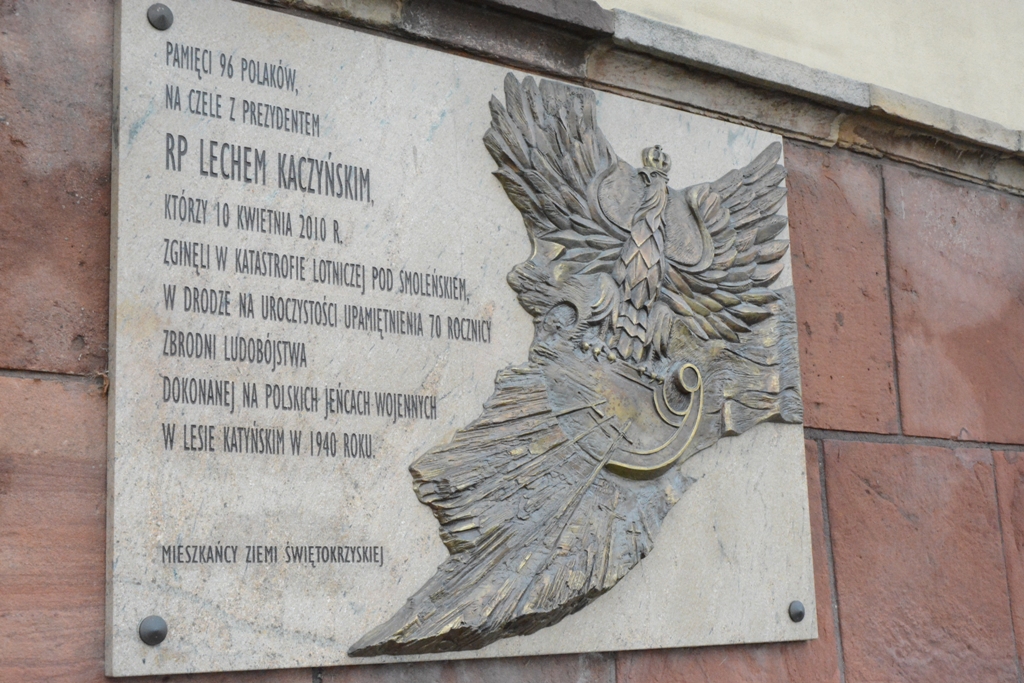 PAMIĘCI 96 POLAKÓW,
NA CZELE Z PREZYDENTEM
RP LECHEM KACZYŃSKIM,
KTÓRZY 10 KWIETNIA 2010 R.
ZGINĘLI W KATASTROFIE LOTNICZEJ POD SMOLEŃSKIEM,
W DRODZE NA UROCZYSTOŚCI UPAMIĘTNIENIA 70 ROCZNICY
ZBRODNI LUDOBÓJSTWA
DOKONANEJ NA POLSKICH JEŃCACH WOJENNYCH
W LESIE KATYŃSKIM W 1940 ROKU.
MIESZKAŃCY ZIEMI ŚWIĘTOKRZYSKIEJ